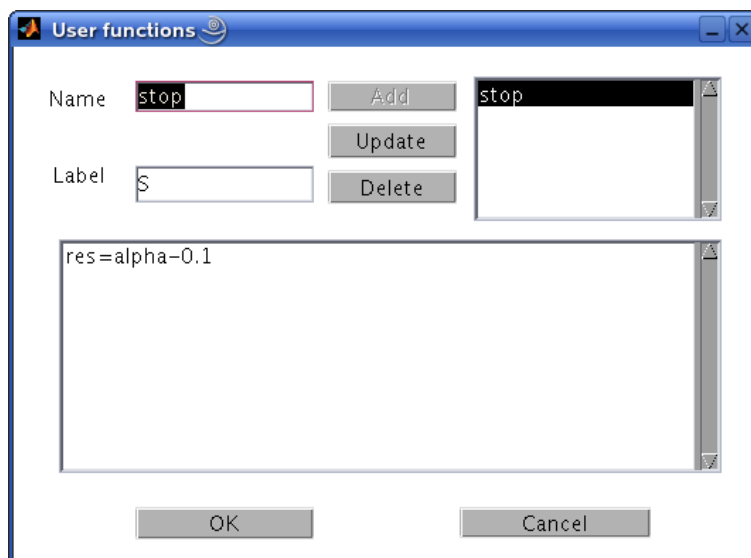 User functions
Name
stop
Add
stop
Update
Label
S
Delete
res=alpha-0.1
OK
Cancel